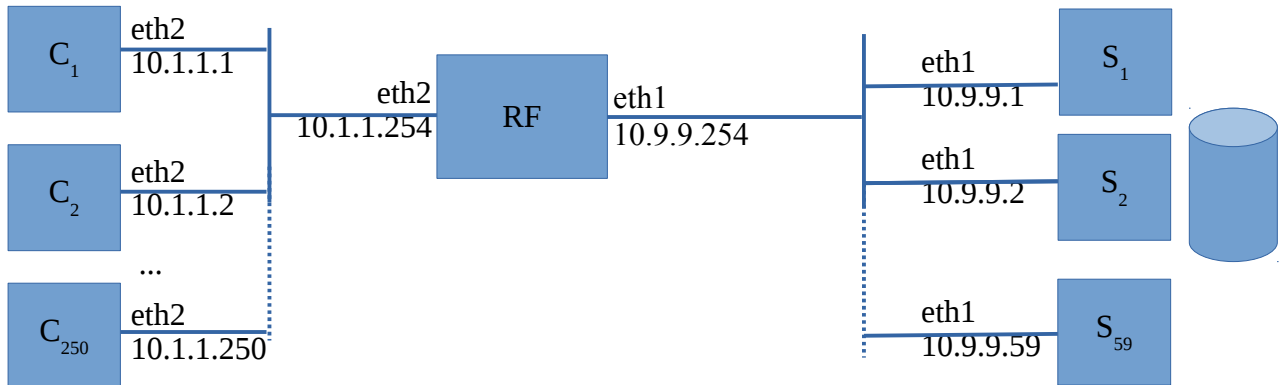 C1
eth2
10.1.1.1
C2
eth2
10.1.1.2
...
C250
eth2
10.1.1.250
eth2
10.1.1.254
RF
eth1
10.9.9.254
eth1
10.9.9.1
S1
eth1
10.9.9.2
S2
eth1
10.9.9.59
S59